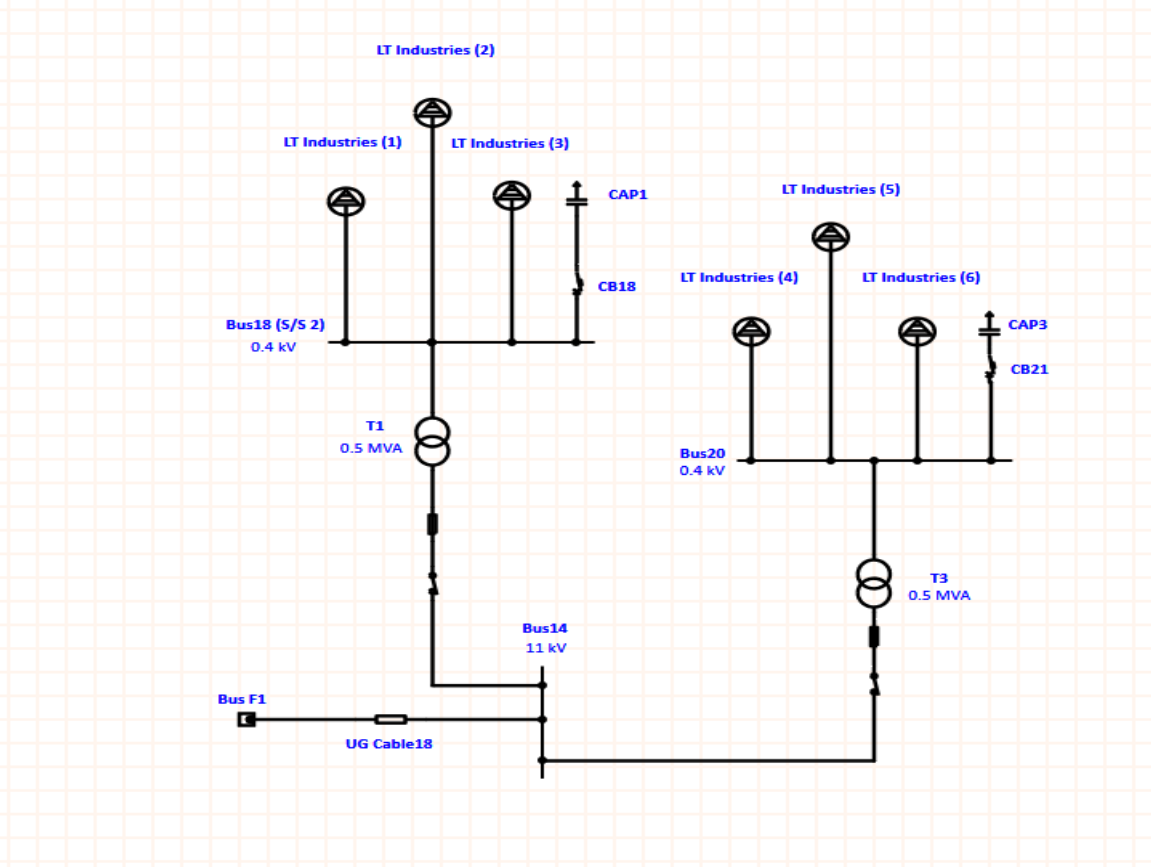 LT Industries (2)
LT Industries (1)
LT Industries (3)
CAP1
LT Industries (5)
LT Industries (4)
LT Industries (6)
CB18
Bus18 (S/S 2)
0.4 kV
CAP3
CB21
T1
0.5 MVA
Bus20
0.4 kV
T3
0.5 MVA
Bus14
11 kV
Bus F1
UG Cable18